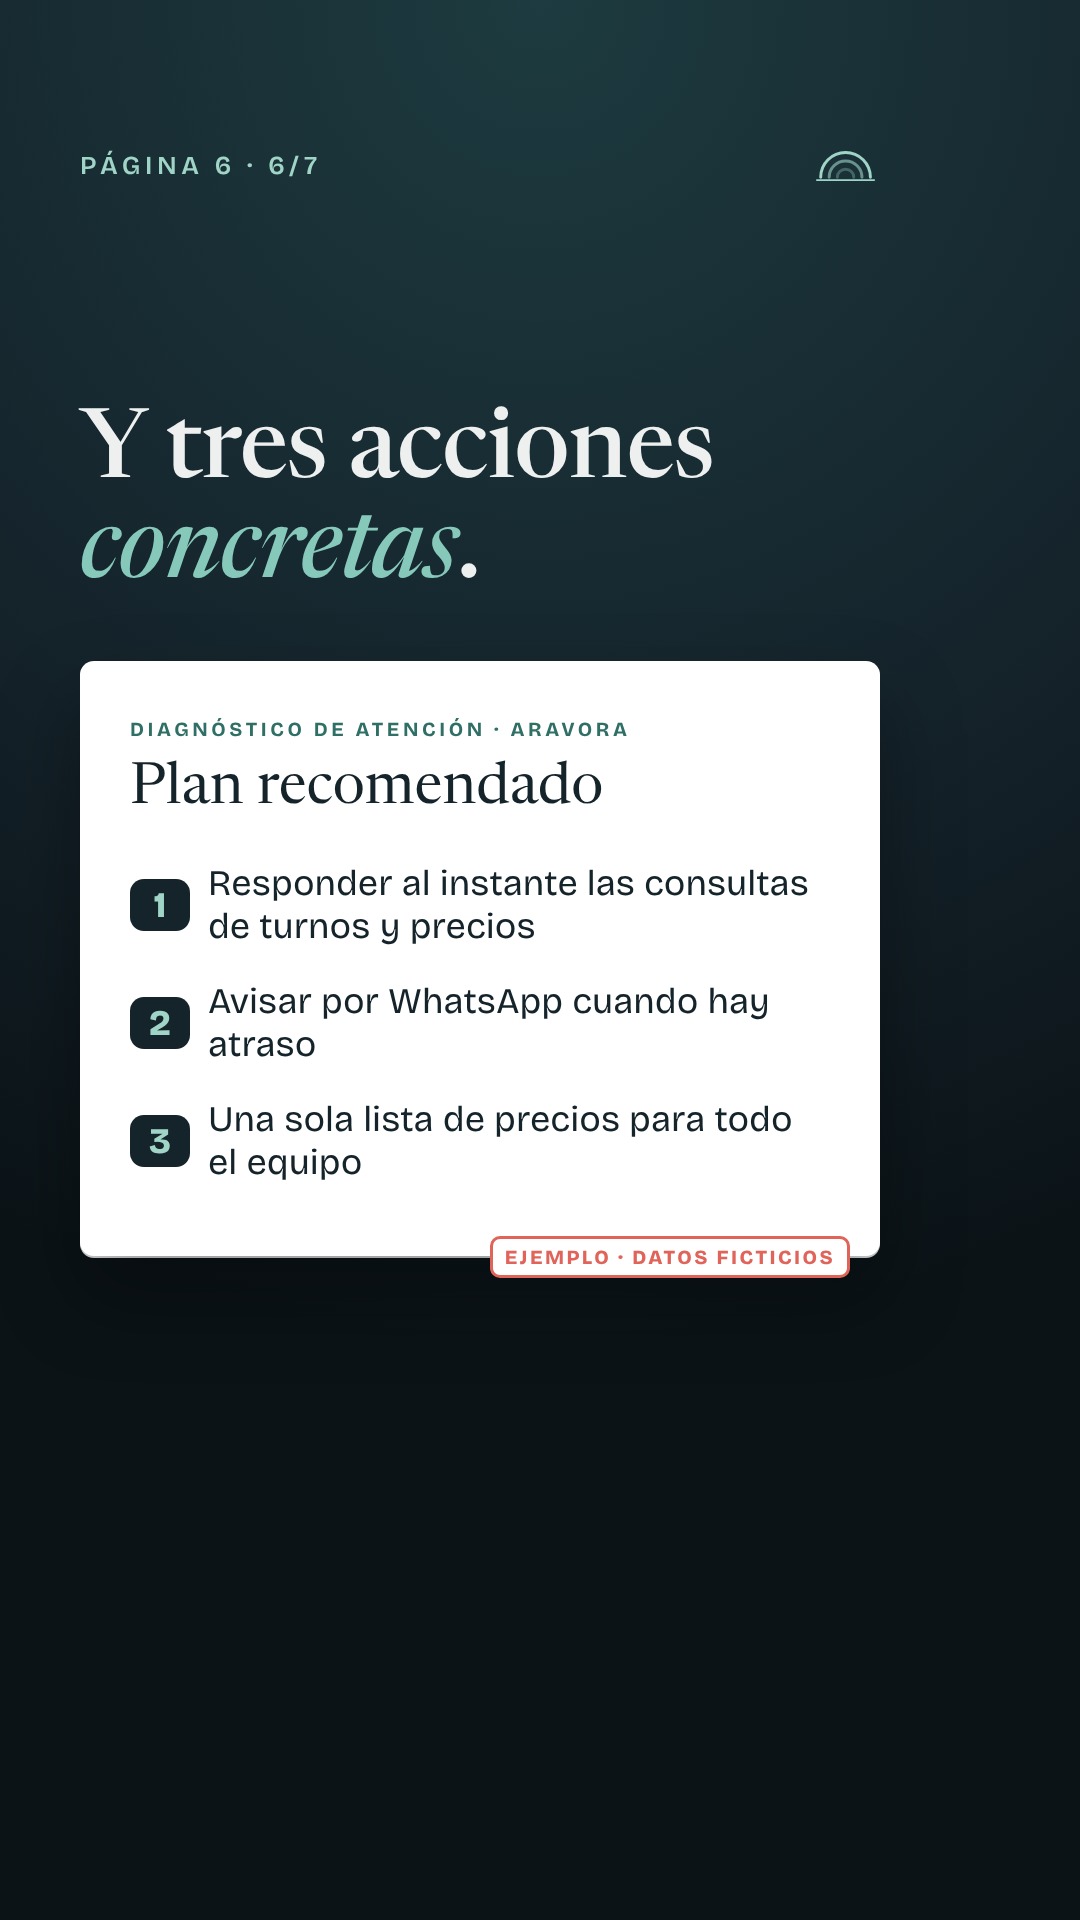 PÁGINA 6 · 6/7
Y tres acciones
concretas.
DIAGNÓSTICO DE ATENCIÓN · ARAVORA
Plan recomendado
1 Responder al instante las consultas
de turnos y precios
2 Avisar por WhatsApp cuando hay
atraso
3 Una sola lista de precios para todo
el equipo
EJEMPLO · DATOS FICTICIOS